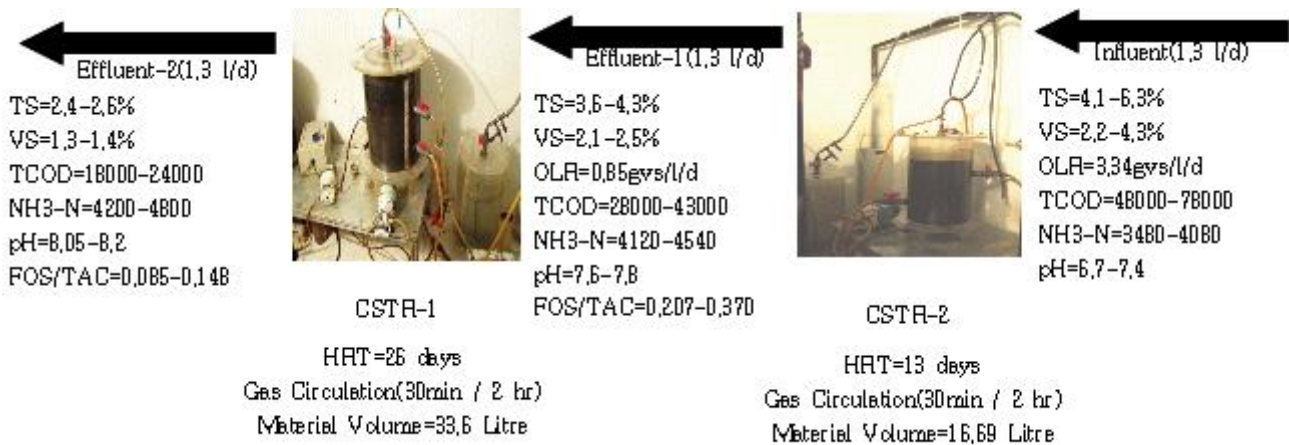 Effluent-2(1,3 l/d)
TS=2,4-2,6%
VS=1,3-1,4%
TCOD=18000-24000
NH3-N=4200-4800
pH=8,05-8,2
FOS/TAC=0,085-0,148
CSTR-1
HRT=26 days
Gas Circulation(30min / 2 hr)
Material Volume=33,6 Litre
Effluent-1(1,3 l/d)
TS=3,6-4,3%
VS=2,1-2,5%
OLR=0,85gvs/l/d
TCOD=28000-43000
NH3-N=4120-4540
pH=7,6-7,8
FOS/TAC=0,207-0,370
CSTR-2
HRT=13 days
Gas Circulation(30min / 2 hr)
Material Volume=16,69 Litre
Influent(1,3 l/d)
TS=4,1-6,3%
VS=2,2-4,3%
OLR=3,34gvs/l/d
TCOD=48000-78000
NH3-N=3480-4080
pH=6,7-7,4